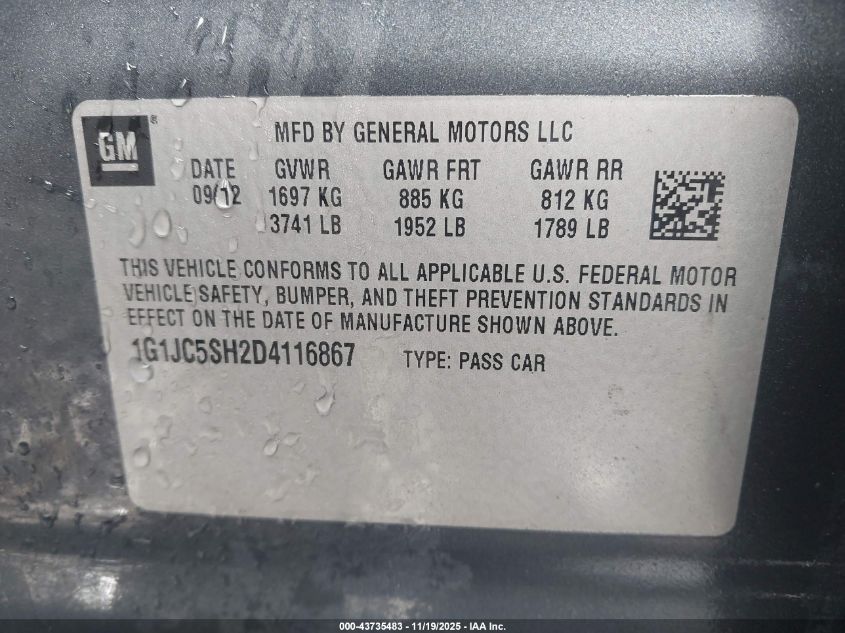 GM ®
MFD BY GENERAL MOTORS LLC
DATE GVWR GAWR FRT GAWR RR
09/12 1697 KG 885 KG 812 KG
3741 LB 1952 LB 1789 LB
THIS VEHICLE CONFORMS TO ALL APPLICABLE U.S. FEDERAL MOTOR
VEHICLE SAFETY, BUMPER, AND THEFT PREVENTION STANDARDS IN
EFFECT ON THE DATE OF MANUFACTURE SHOWN ABOVE.
1G1JC5SH2D4116867 TYPE: PASS CAR
000-43735483 - 11/19/2025 - IAA Inc.